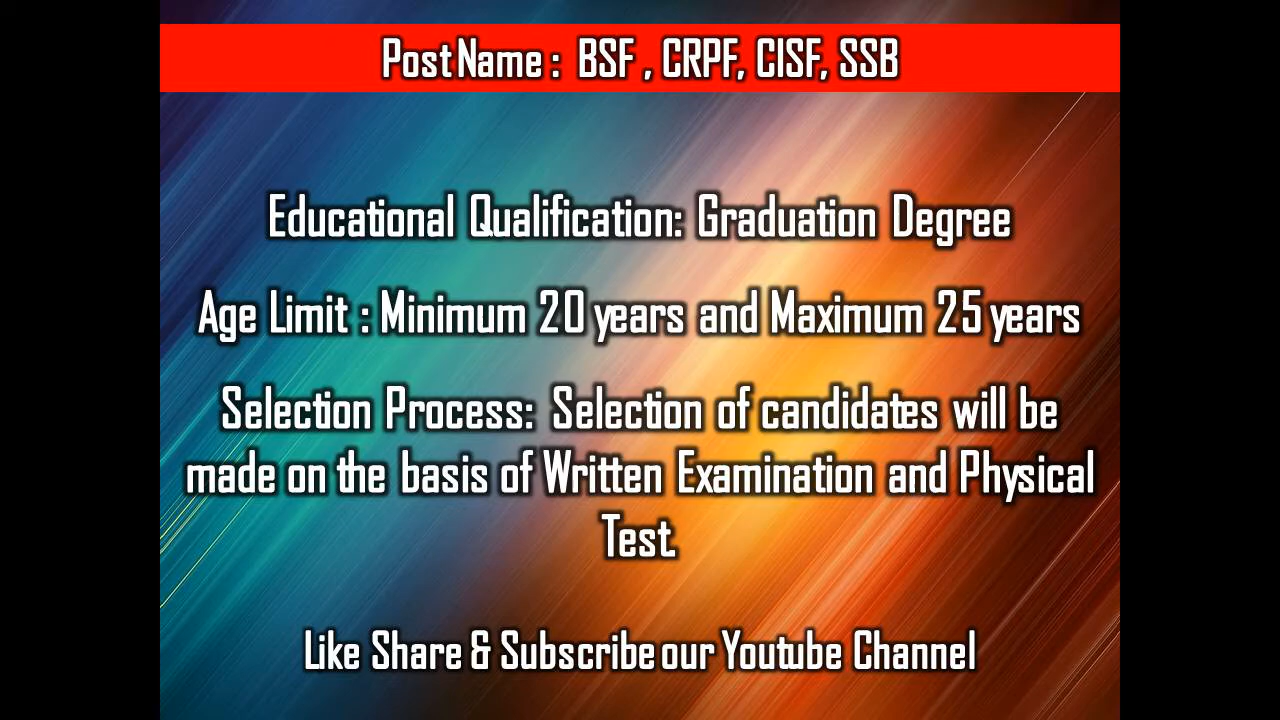 Post Name : BSF , CRPF, CISF, SSB
Educational Qualification: Graduation Degree
Age Limit : Minimum 20 years and Maximum 25 years
Selection Process: Selection of candidates will be
made on the basis of Written Examination and Physical
Test.
Like Share & Subscribe our Youtube Channel